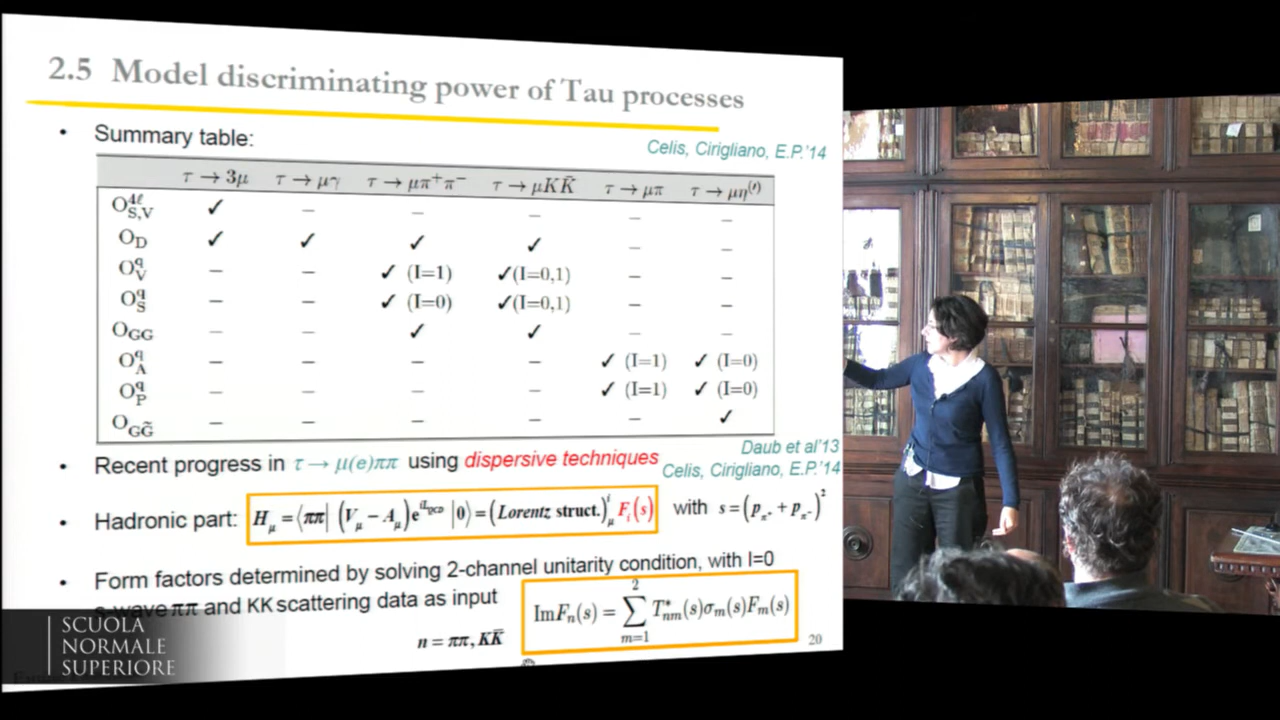 2.5 Model discriminating power of Tau processes
• Summary table:
Celis, Cirigliano, E.P.'14
τ → 3μ τ → μγ τ → μπ⁺π⁻ τ → μKK̄ τ → μπ τ → μη⁽′⁾
O⁴ˡ_S,V ✓ – – – – –
O_D ✓ ✓ ✓ ✓ – –
O^q_V – – ✓ (I=1) ✓(I=0,1) – –
O^q_S – – ✓ (I=0) ✓(I=0,1) – –
O_GG – – ✓ ✓ – –
O^q_A – – – – ✓ (I=1) ✓ (I=0)
O^q_P – – – – ✓ (I=1) ✓ (I=0)
O_GG̃ – – – – – ✓
Daub et al'13
• Recent progress in τ → μ(e)ππ using dispersive techniques
Celis, Cirigliano, E.P.'14
• Hadronic part: H_μ = ⟨ππ| (V_μ − A_μ) e^{iL_QCD} |0⟩ = (Lorentz struct.)^i_μ F_i(s) with s = (p_π⁺ + p_π⁻)²
• Form factors determined by solving 2-channel unitarity condition, with I=0
s-wave ππ and KK scattering data as input
n = ππ, KK̄
ImF_n(s) = ∑_{m=1}^{2} T*_nm(s)σ_m(s)F_m(s)
20
SCUOLA
NORMALE
SUPERIORE